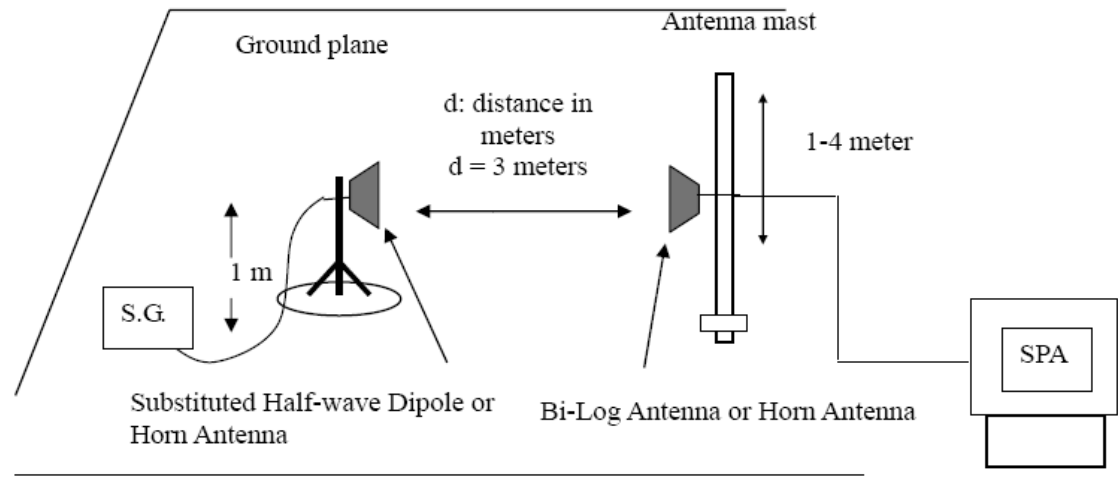 Ground plane
Antenna mast
d: distance in
meters
d = 3 meters
1-4 meter
1 m
S.G.
SPA
Substituted Half-wave Dipole or
Horn Antenna
Bi-Log Antenna or Horn Antenna